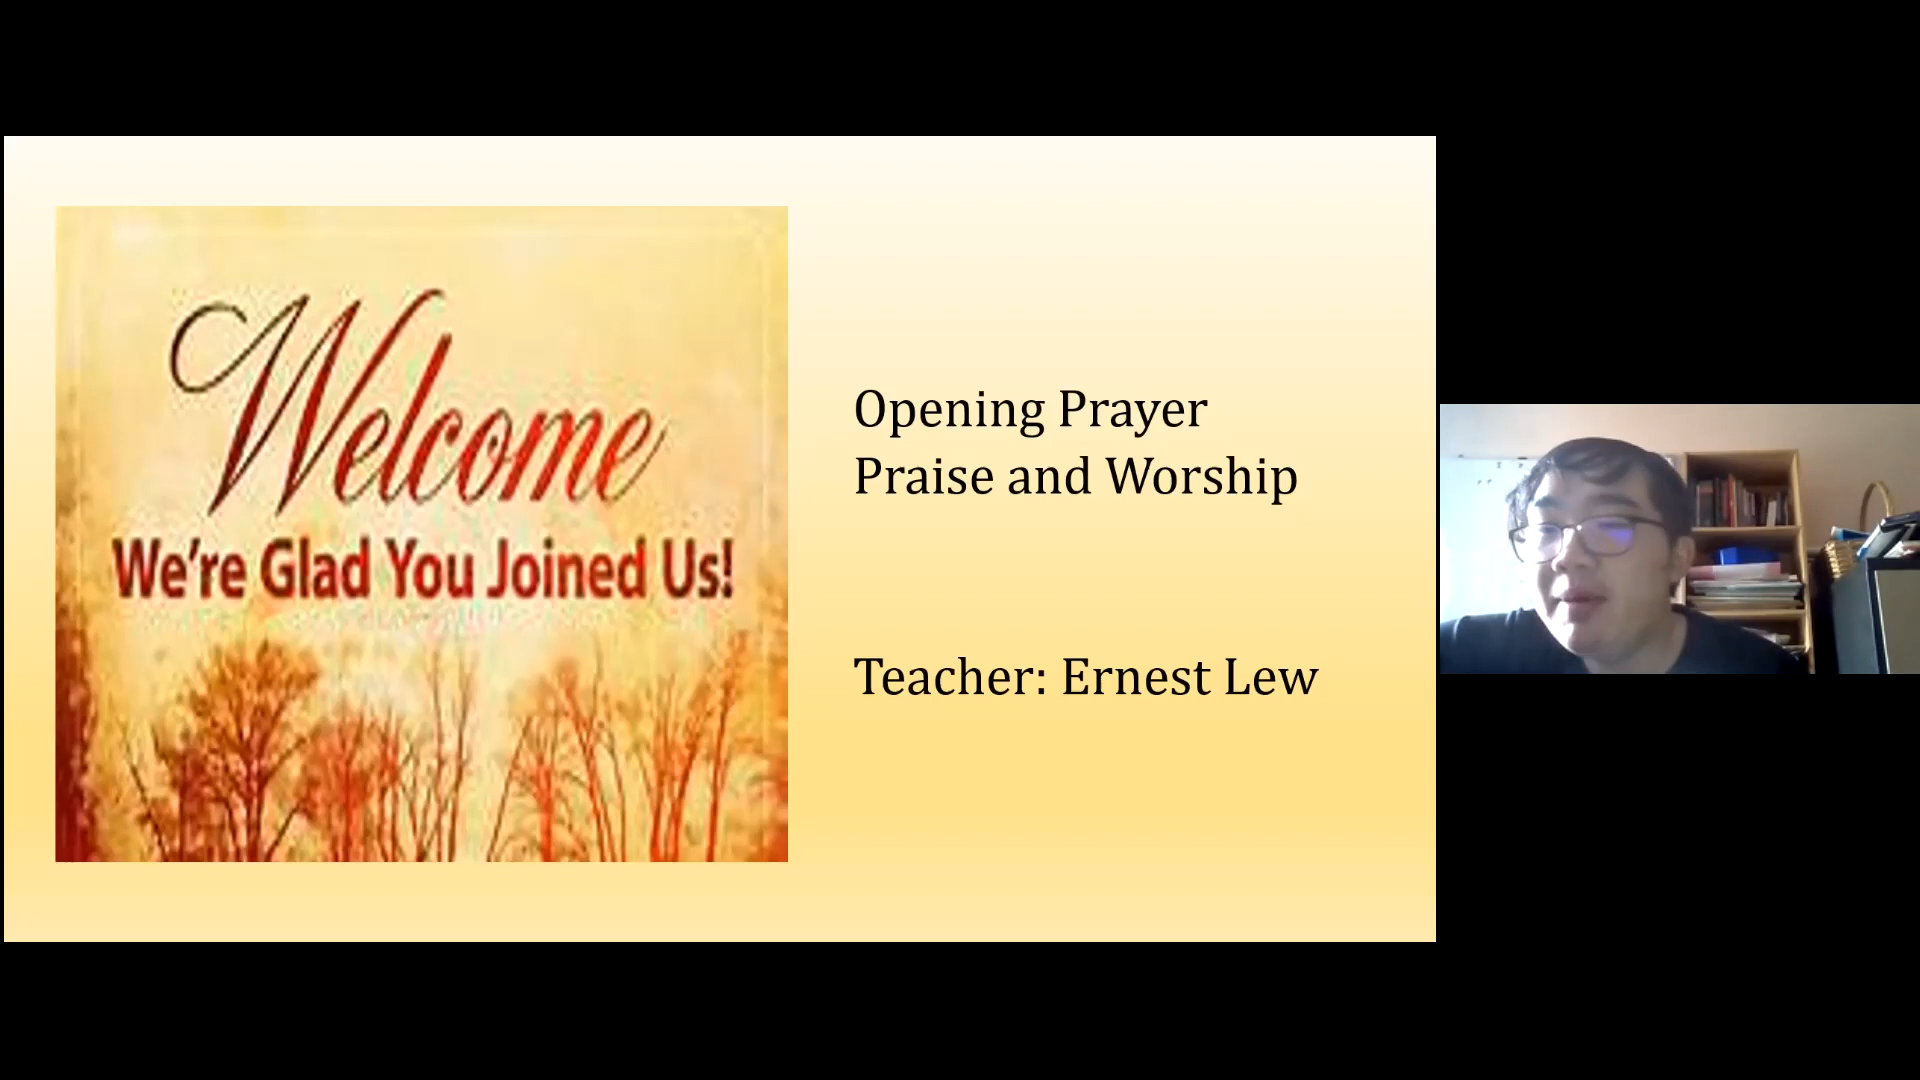 Welcome
We're Glad You Joined Us!
Opening Prayer
Praise and Worship
Teacher: Ernest Lew